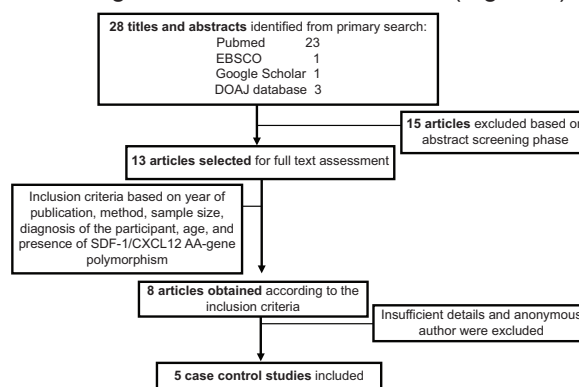 28 titles and abstracts identified from primary search:
Pubmed 23
EBSCO 1
Google Scholar 1
DOAJ database 3
15 articles excluded based on
abstract screening phase
13 articles selected for full text assessment
Inclusion criteria based on year of
publication, method, sample size,
diagnosis of the participant, age, and
presence of SDF-1/CXCL12 AA-gene
polymorphism
8 articles obtained according to the
inclusion criteria
Insufficient details and anonymous
author were excluded
5 case control studies included